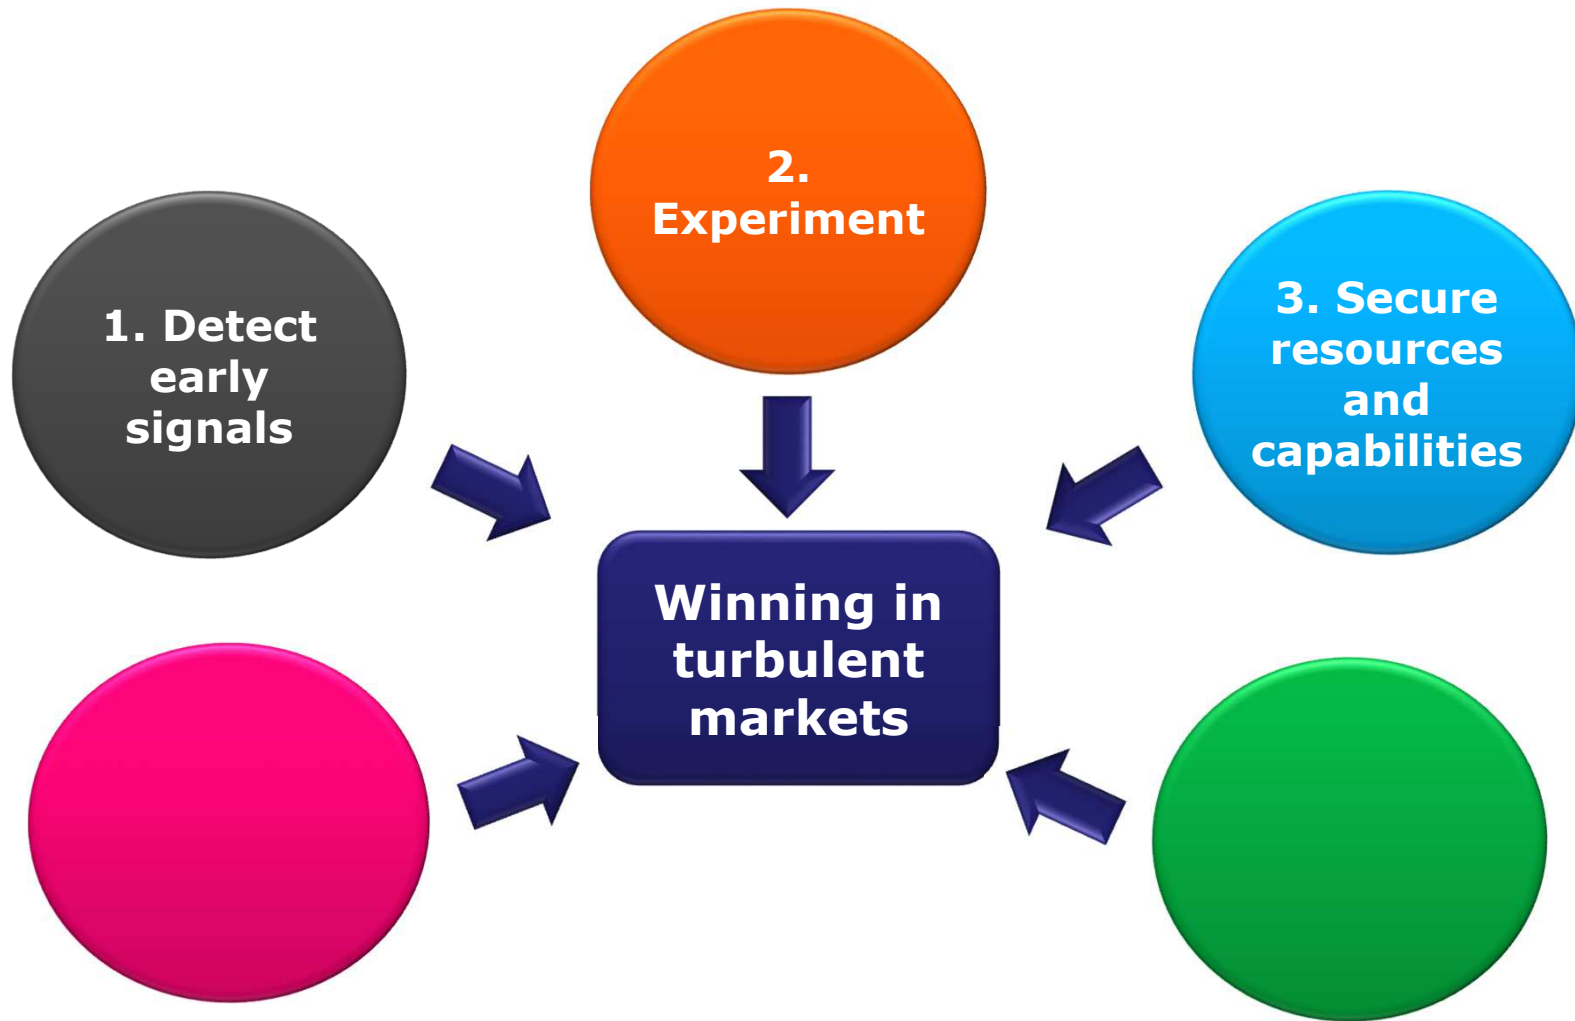 2.
Experiment
1. Detect
early
signals
3. Secure
resources
and
capabilities
Winning in
turbulent
markets